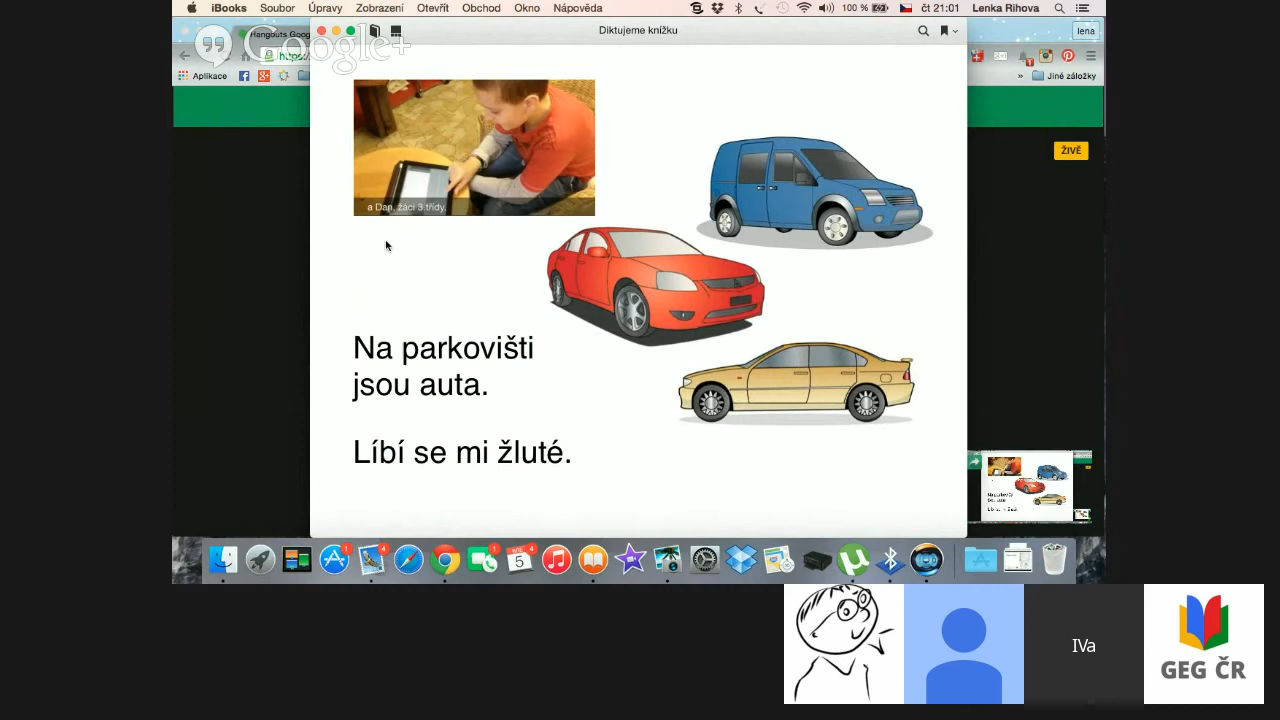 iBooks Soubor Úpravy Zobrazení Otevřít Obchod Okno Nápověda
100 % čt 21:01 Lenka Rihova
Google+
Hangouts Goog
Diktujeme knížku
lena
https:/
Aplikace
» Jiné záložky
ŽIVĚ
a Dan, žáci 3.třídy.
Na parkovišti
jsou auta.
Líbí se mi žluté.
5
IVa
GEG ČR